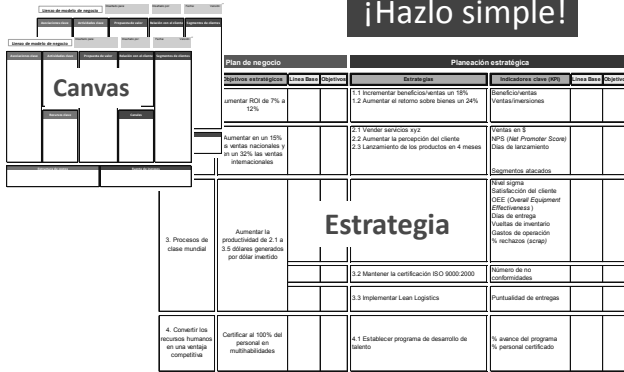 ¡Hazlo simple!
Lienzo de modelo de negocio
Lienzo de modelo de negocio
Canvas
Plan de negocio
Planeación estratégica
Objetivos estratégicos
Línea Base
Objetivos
Estrategias
Indicadores clave (KPI)
Línea Base
Objetivos
umentar ROI de 7% a
12%
1.1 Incrementar beneficios/ventas un 18%
1.2 Aumentar el retorno sobre bienes un 24%
Beneficio/ventas
Ventas/inversiones
Aumentar en un 15%
s ventas nacionales y
en un 32% las ventas
internacionales
2.1 Vender servicios xyz
2.2 Aumentar la percepción del cliente
2.3 Lanzamiento de los productos en 4 meses
Ventas en $
NPS (Net Promoter Score)
Días de lanzamiento
Segmentos atacados
3. Procesos de
clase mundial
Aumentar la
productividad de 2.1 a
3.5 dólares generados
por dólar invertido
Estrategia
Nivel sigma
Satisfacción del cliente
OEE (Overall Equipment
Effectiveness)
Días de entrega
Vueltas de inventario
Gastos de operación
% rechazos (scrap)
3.2 Mantener la certificación ISO 9000:2000
Número de no
conformidades
3.3 Implementar Lean Logistics
Puntualidad de entregas
4. Convertir los
recursos humanos
en una ventaja
competitiva
Certificar al 100% del
personal en
multihabilidades
4.1 Establecer programa de desarrollo de
talento
% avance del programa
% personal certificado